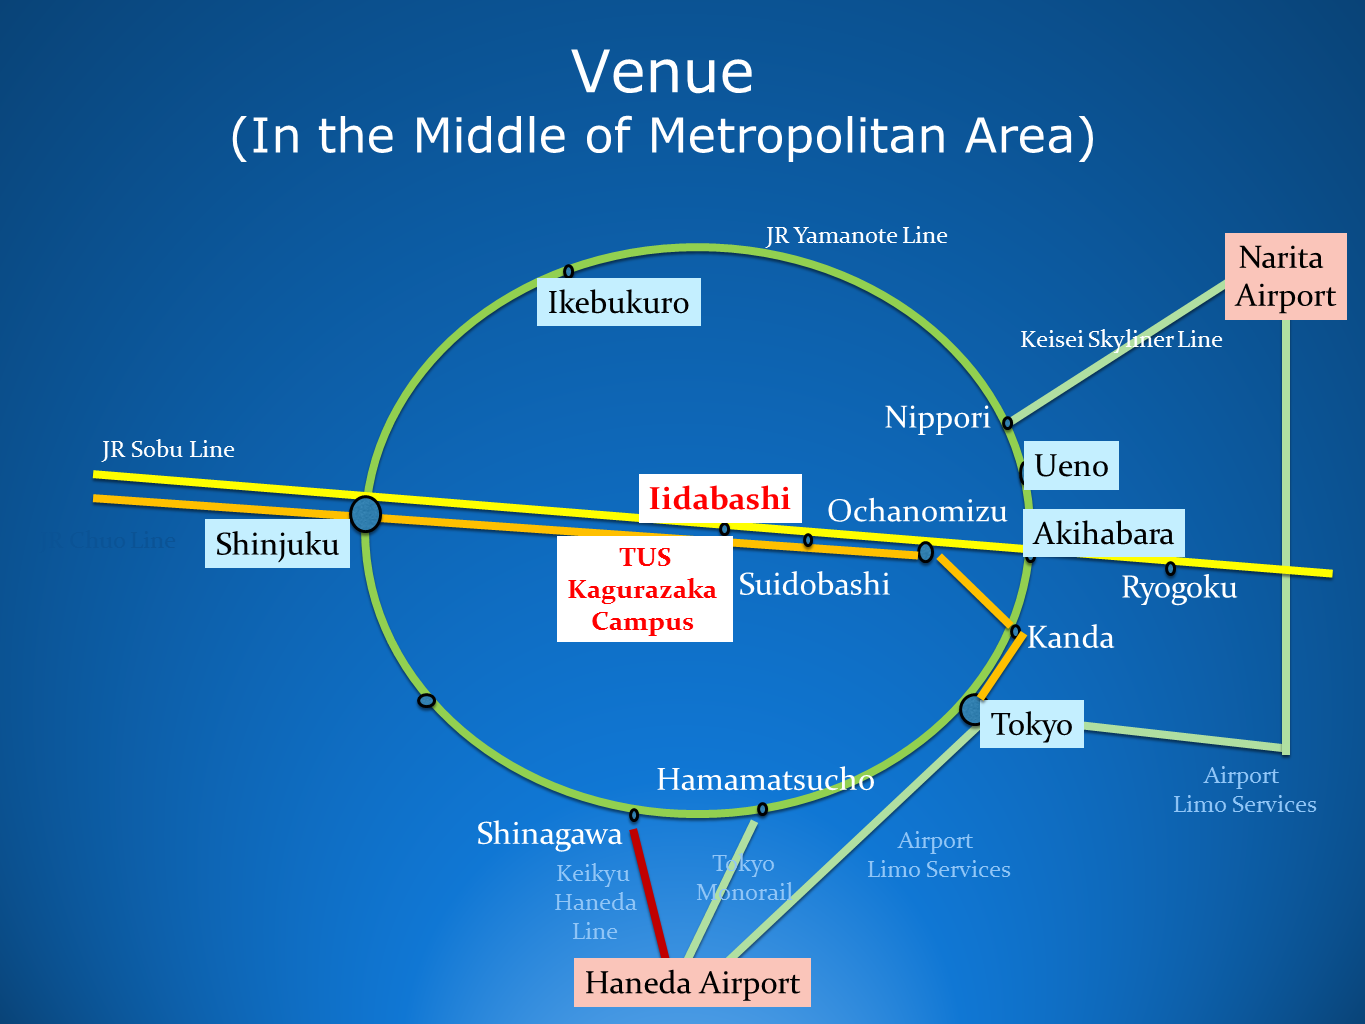 Venue
(In the Middle of Metropolitan Area)
JR Yamanote Line
Narita
Airport
Ikebukuro
Keisei Skyliner Line
Nippori
JR Sobu Line
Ueno
Iidabashi
Ochanomizu
Akihabara
Shinjuku
Line
TUS
Kagurazaka
Campus
Suidobashi
Ryogoku
Kanda
Tokyo
Hamamatsucho
Airport
Limo Services
Shinagawa
Airport
Limo Services
Tokyo
Monorail
Keikyu
Haneda
Line
Haneda Airport